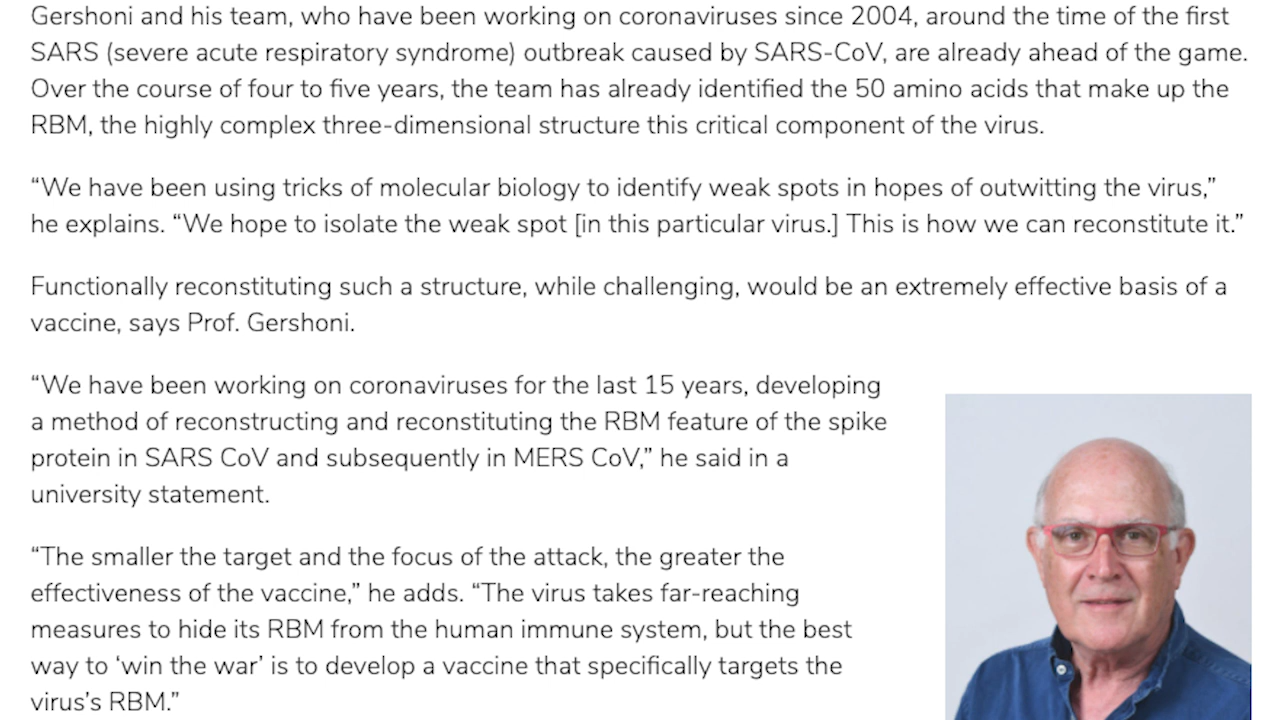 Gershoni and his team, who have been working on coronaviruses since 2004, around the time of the first
SARS (severe acute respiratory syndrome) outbreak caused by SARS-CoV, are already ahead of the game.
Over the course of four to five years, the team has already identified the 50 amino acids that make up the
RBM, the highly complex three-dimensional structure this critical component of the virus.
“We have been using tricks of molecular biology to identify weak spots in hopes of outwitting the virus,”
he explains. “We hope to isolate the weak spot [in this particular virus.] This is how we can reconstitute it.”
Functionally reconstituting such a structure, while challenging, would be an extremely effective basis of a
vaccine, says Prof. Gershoni.
“We have been working on coronaviruses for the last 15 years, developing
a method of reconstructing and reconstituting the RBM feature of the spike
protein in SARS CoV and subsequently in MERS CoV,” he said in a
university statement.
“The smaller the target and the focus of the attack, the greater the
effectiveness of the vaccine,” he adds. “The virus takes far-reaching
measures to hide its RBM from the human immune system, but the best
way to ‘win the war’ is to develop a vaccine that specifically targets the
virus’s RBM.”